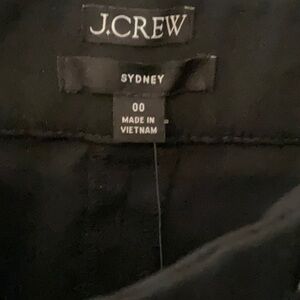 J.CREW
SYDNEY
00
MADE IN
VIETNAM